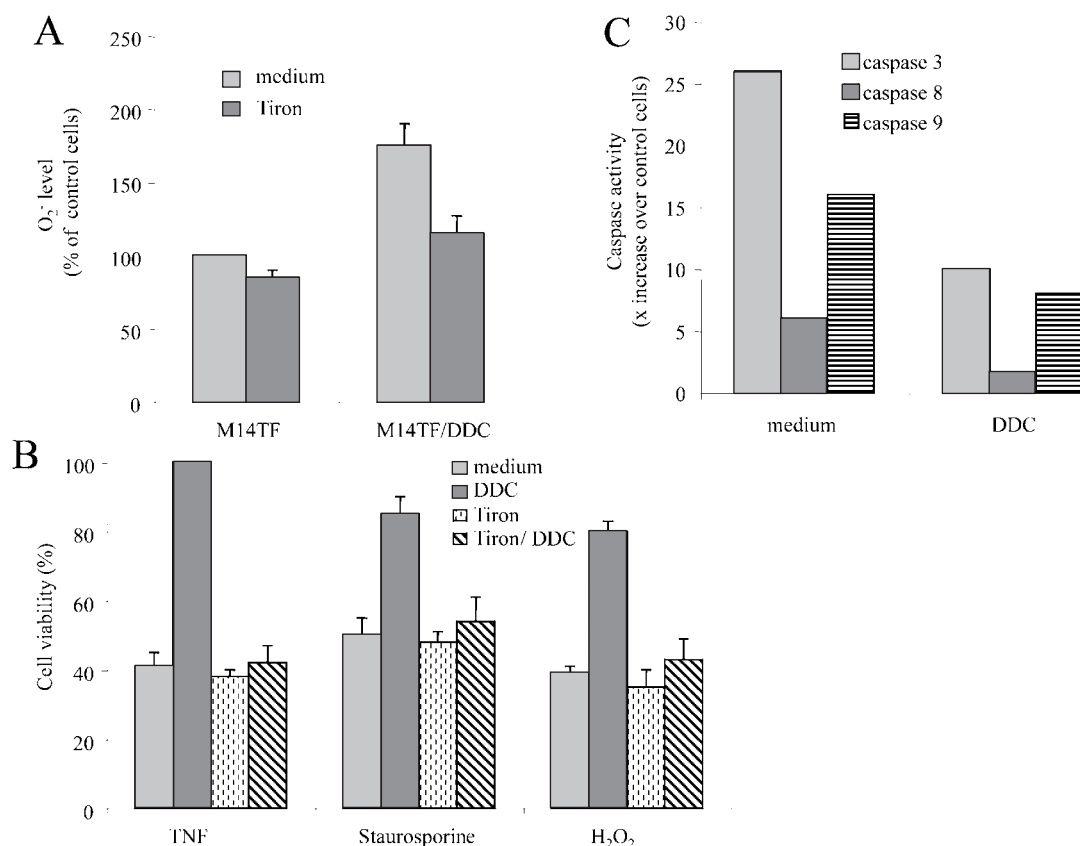 A
250
200
150
100
50
0
O₂⁻ level
(% of control cells)
medium
Tiron
M14TF
M14TF/DDC
C
30
25
20
15
10
5
0
Caspase activity
(x increase over control cells)
caspase 3
caspase 8
caspase 9
medium
DDC
B
100
80
60
40
20
0
Cell viability (%)
medium
DDC
Tiron
Tiron/ DDC
TNF
Staurosporine
H₂O₂